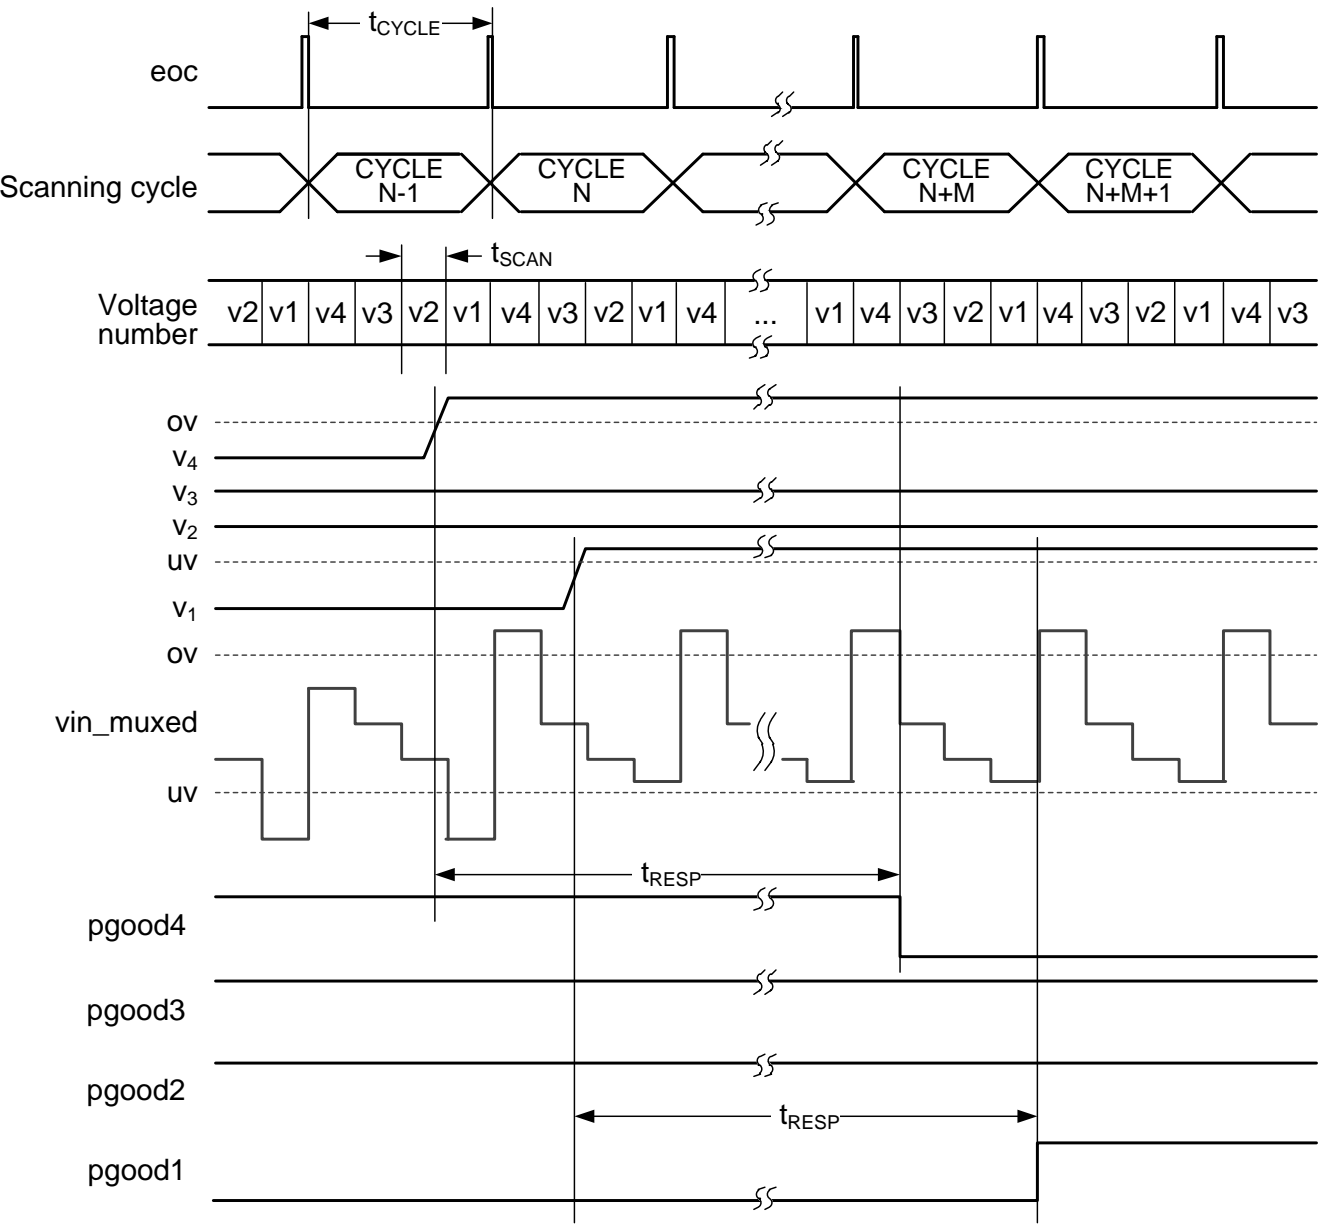 tCYCLE
eoc
CYCLE N-1
CYCLE N
CYCLE N+M
CYCLE N+M+1
Scanning cycle
tSCAN
Voltage number
v2 v1 v4 v3 v2 v1 v4 v3 v2 v1 v4 ... v1 v4 v3 v2 v1 v4 v3 v2 v1 v4 v3
ov
v4
v3
v2
uv
v1
ov
vin_muxed
uv
tRESP
pgood4
pgood3
pgood2
tRESP
pgood1